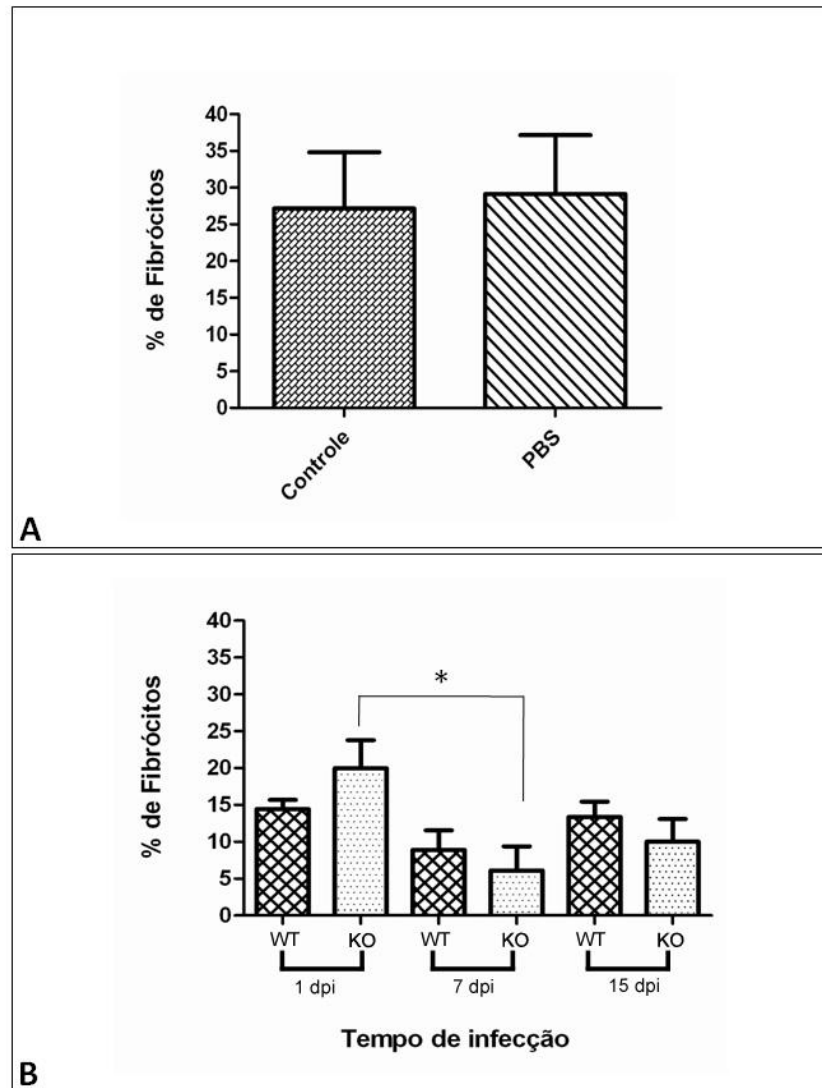 40
35
30
25
20
15
10
5
0
% de Fibrócitos
Controle
PBS
A
40
35
30
25
20
15
10
5
0
% de Fibrócitos
*
WT KO WT KO WT KO
1 dpi 7 dpi 15 dpi
Tempo de infecção
B